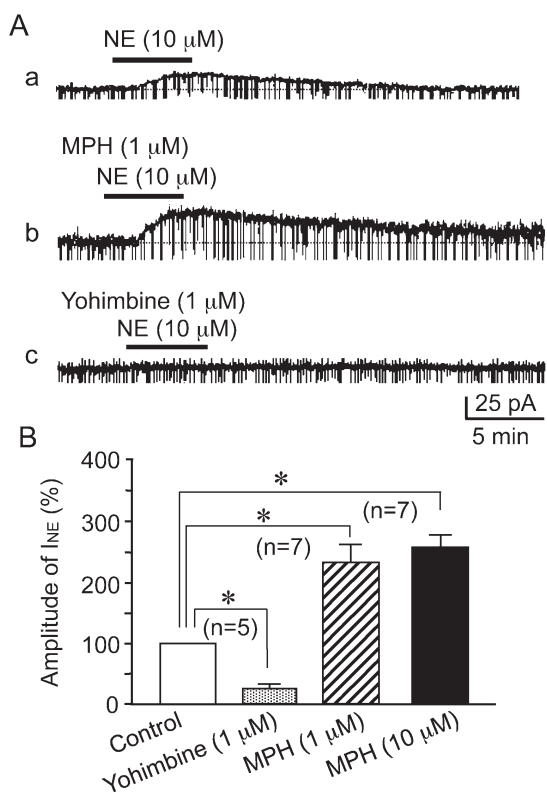 A
NE (10 µM)
a
MPH (1 µM)
NE (10 µM)
b
Yohimbine (1 µM)
NE (10 µM)
c
25 pA
5 min
B
Amplitude of INE (%)
400
300
200
100
0
*
(n=7)
*
(n=7)
*
(n=5)
Control
Yohimbine (1 µM)
MPH (1 µM)
MPH (10 µM)